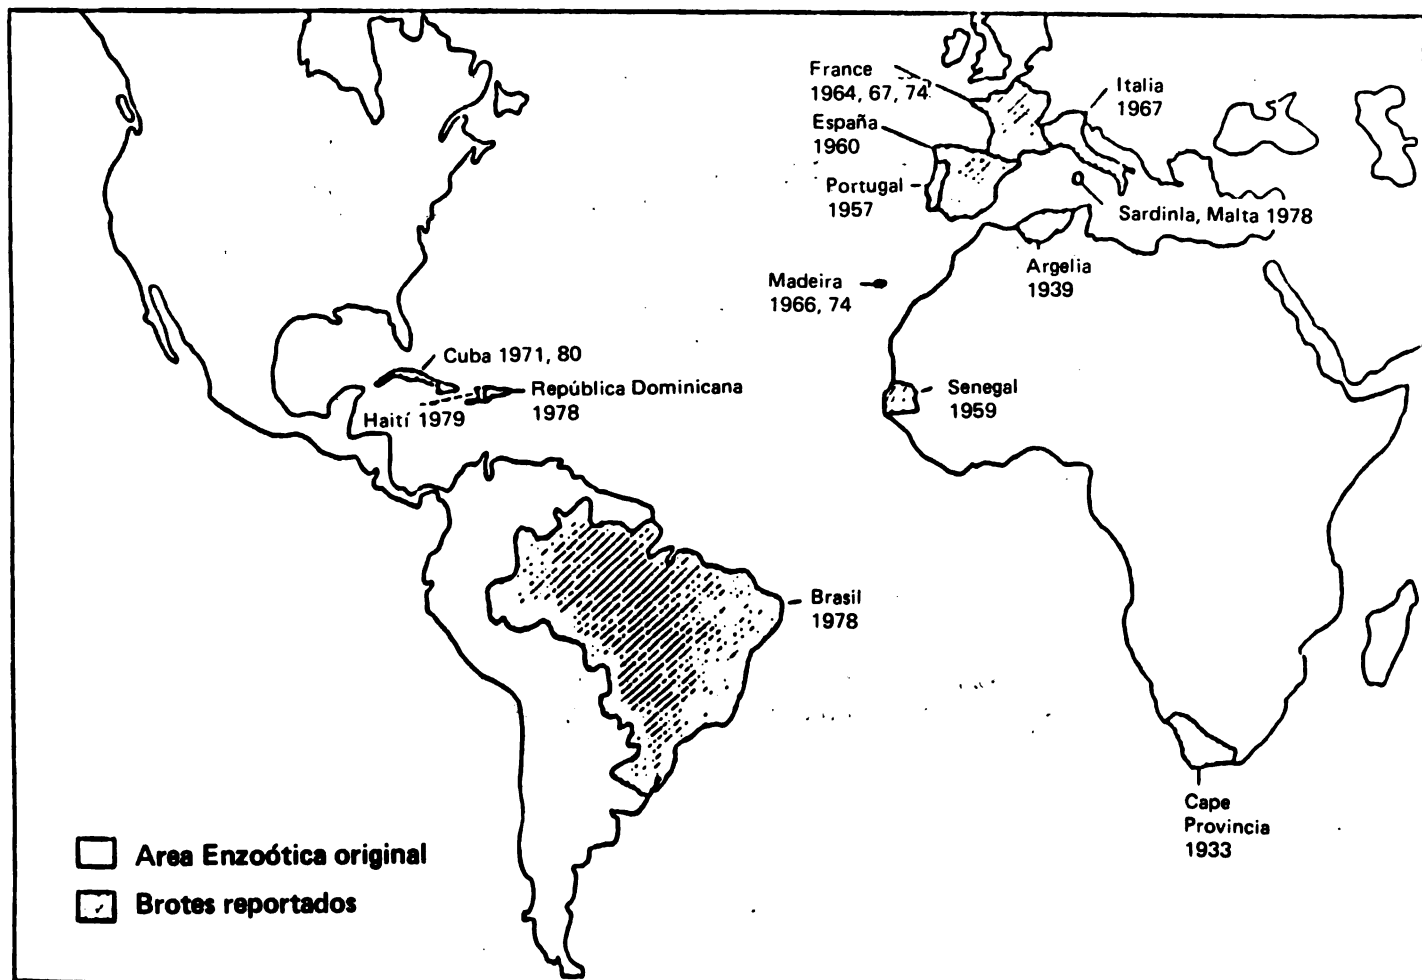 France
1964, 67, 74
España
1960
Portugal
1957
Italia
1967
Sardinla, Malta 1978
Argelia
1939
Madeira
1966, 74
Cuba 1971, 80
República Dominicana
1978
Haití 1979
Senegal
1959
Brasil
1978
Cape
Provincia
1933
Area Enzoótica original
Brotes reportados